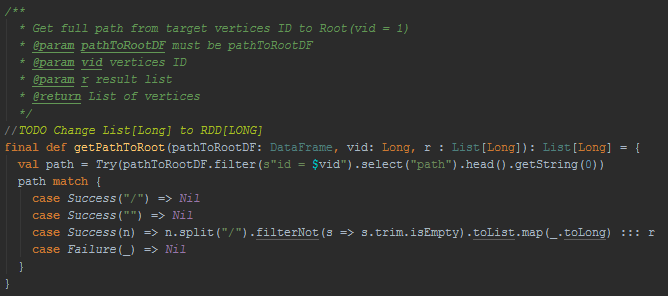 /**
* Get full path from target vertices ID to Root(vid = 1)
* @param pathToRootDF must be pathToRootDF
* @param vid vertices ID
* @param r result list
* @return List of vertices
*/
//TODO Change List[Long] to RDD[LONG]
final def getPathToRoot(pathToRootDF: DataFrame, vid: Long, r : List[Long]): List[Long] = {
val path = Try(pathToRootDF.filter(s"id = $vid").select("path").head().getString(0))
path match {
case Success("/") => Nil
case Success("") => Nil
case Success(n) => n.split("/").filterNot(s => s.trim.isEmpty).toList.map(_.toLong) ::: r
case Failure(_) => Nil
}
}